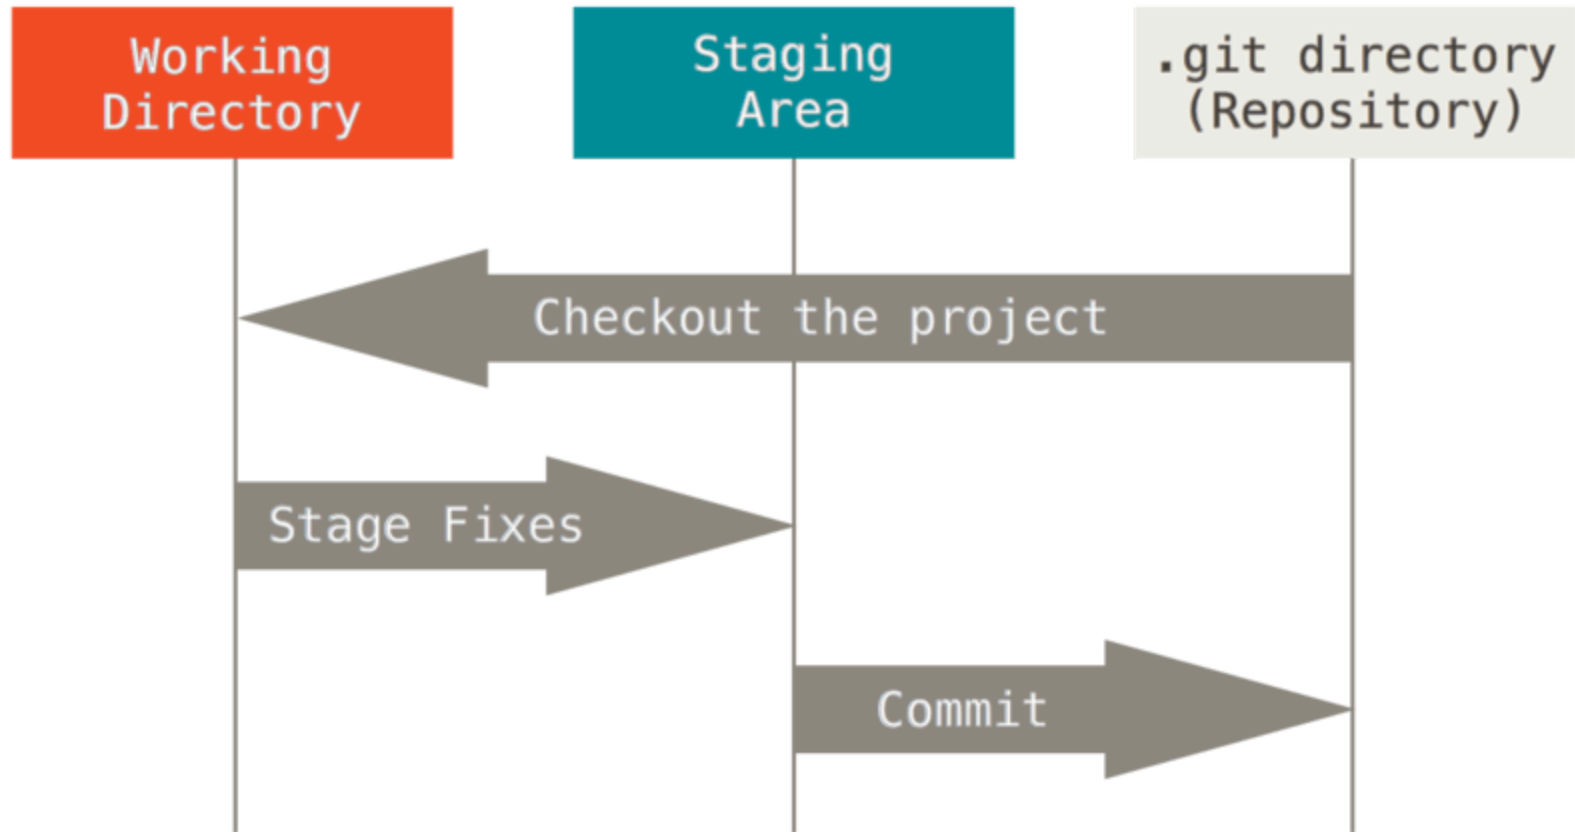 Working
Directory
Staging
Area
.git directory
(Repository)
Checkout the project
Stage Fixes
Commit